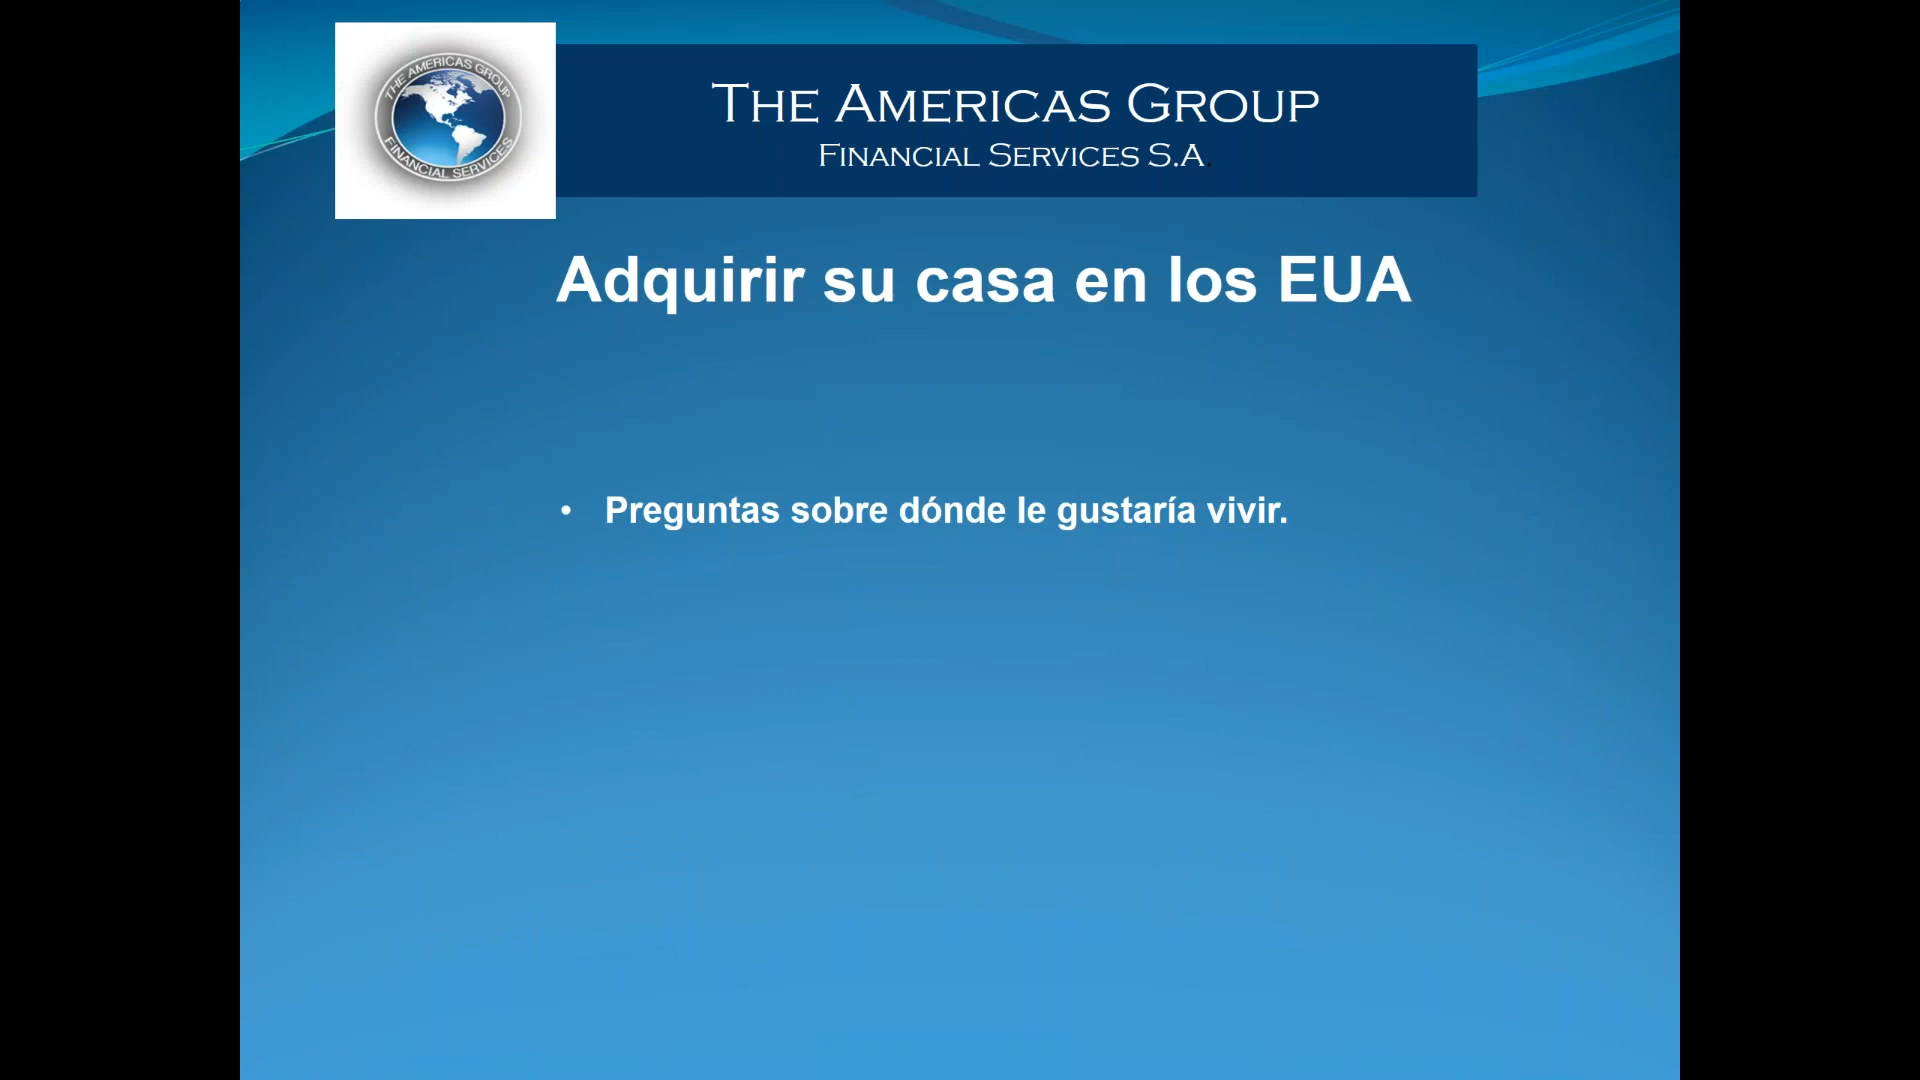 THE AMERICAS GROUP
FINANCIAL SERVICES
THE AMERICAS GROUP
FINANCIAL SERVICES S.A.
Adquirir su casa en los EUA
• Preguntas sobre dónde le gustaría vivir.